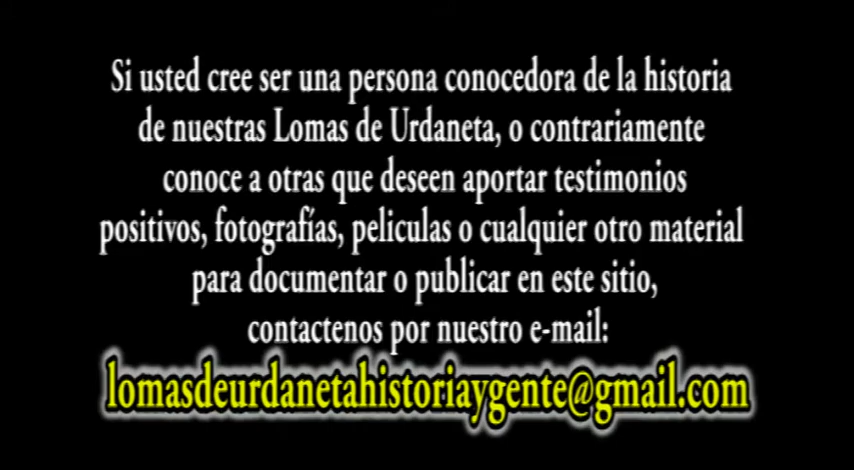 Si usted cree ser una persona conocedora de la historia
de nuestras Lomas de Urdaneta, o contrariamente
conoce a otras que deseen aportar testimonios
positivos, fotografías, peliculas o cualquier otro material
para documentar o publicar en este sitio,
contactenos por nuestro e-mail:
lomasdeurdanetahistoriaygente@gmail.com